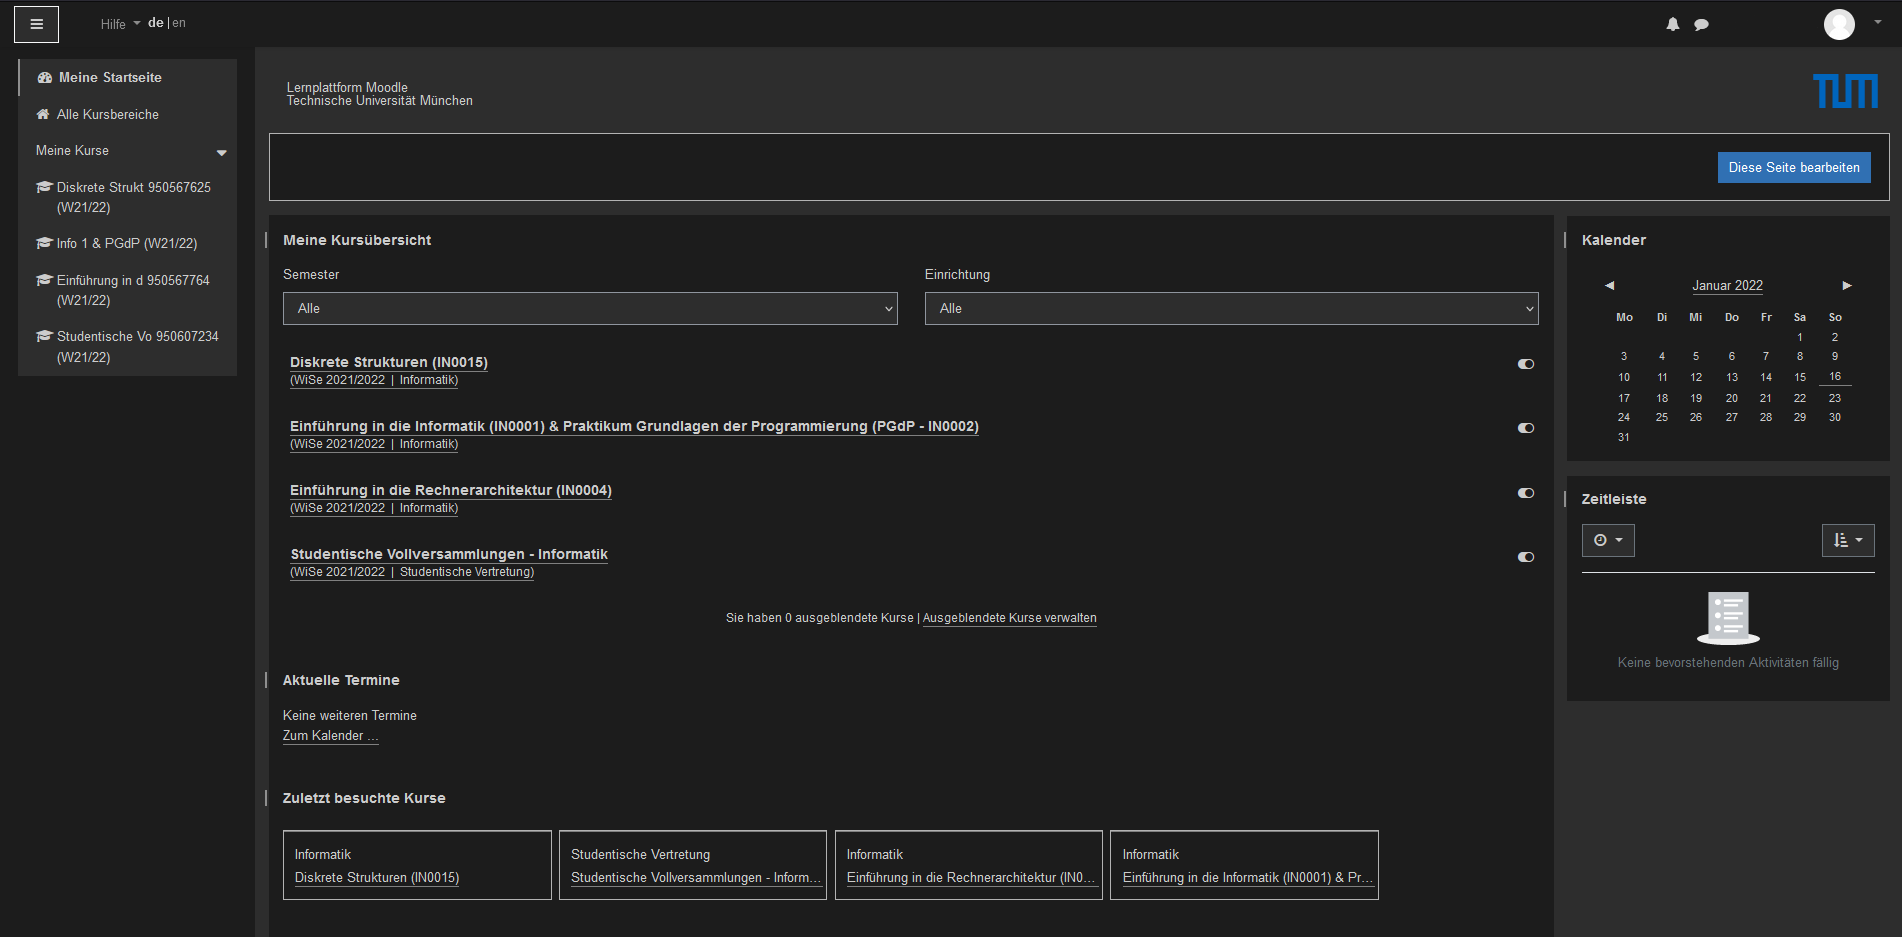 Hilfe de | en
Meine Startseite
Alle Kursbereiche
Meine Kurse
Diskrete Strukt 950567625
(W21/22)
Info 1 & PGdP (W21/22)
Einführung in d 950567764
(W21/22)
Studentische Vo 950607234
(W21/22)
Lernplattform Moodle
Technische Universität München
TUM
Diese Seite bearbeiten
Meine Kursübersicht
Semester
Alle
Einrichtung
Alle
Diskrete Strukturen (IN0015)
(WiSe 2021/2022 | Informatik)
Einführung in die Informatik (IN0001) & Praktikum Grundlagen der Programmierung (PGdP - IN0002)
(WiSe 2021/2022 | Informatik)
Einführung in die Rechnerarchitektur (IN0004)
(WiSe 2021/2022 | Informatik)
Studentische Vollversammlungen - Informatik
(WiSe 2021/2022 | Studentische Vertretung)
Sie haben 0 ausgeblendete Kurse | Ausgeblendete Kurse verwalten
Aktuelle Termine
Keine weiteren Termine
Zum Kalender ...
Zuletzt besuchte Kurse
Informatik
Diskrete Strukturen (IN0015)
Studentische Vertretung
Studentische Vollversammlungen - Inform...
Informatik
Einführung in die Rechnerarchitektur (IN0...
Informatik
Einführung in die Informatik (IN0001) & Pr...
Kalender
◀ Januar 2022 ▶
Mo Di Mi Do Fr Sa So
1 2
3 4 5 6 7 8 9
10 11 12 13 14 15 16
17 18 19 20 21 22 23
24 25 26 27 28 29 30
31
Zeitleiste
Keine bevorstehenden Aktivitäten fällig